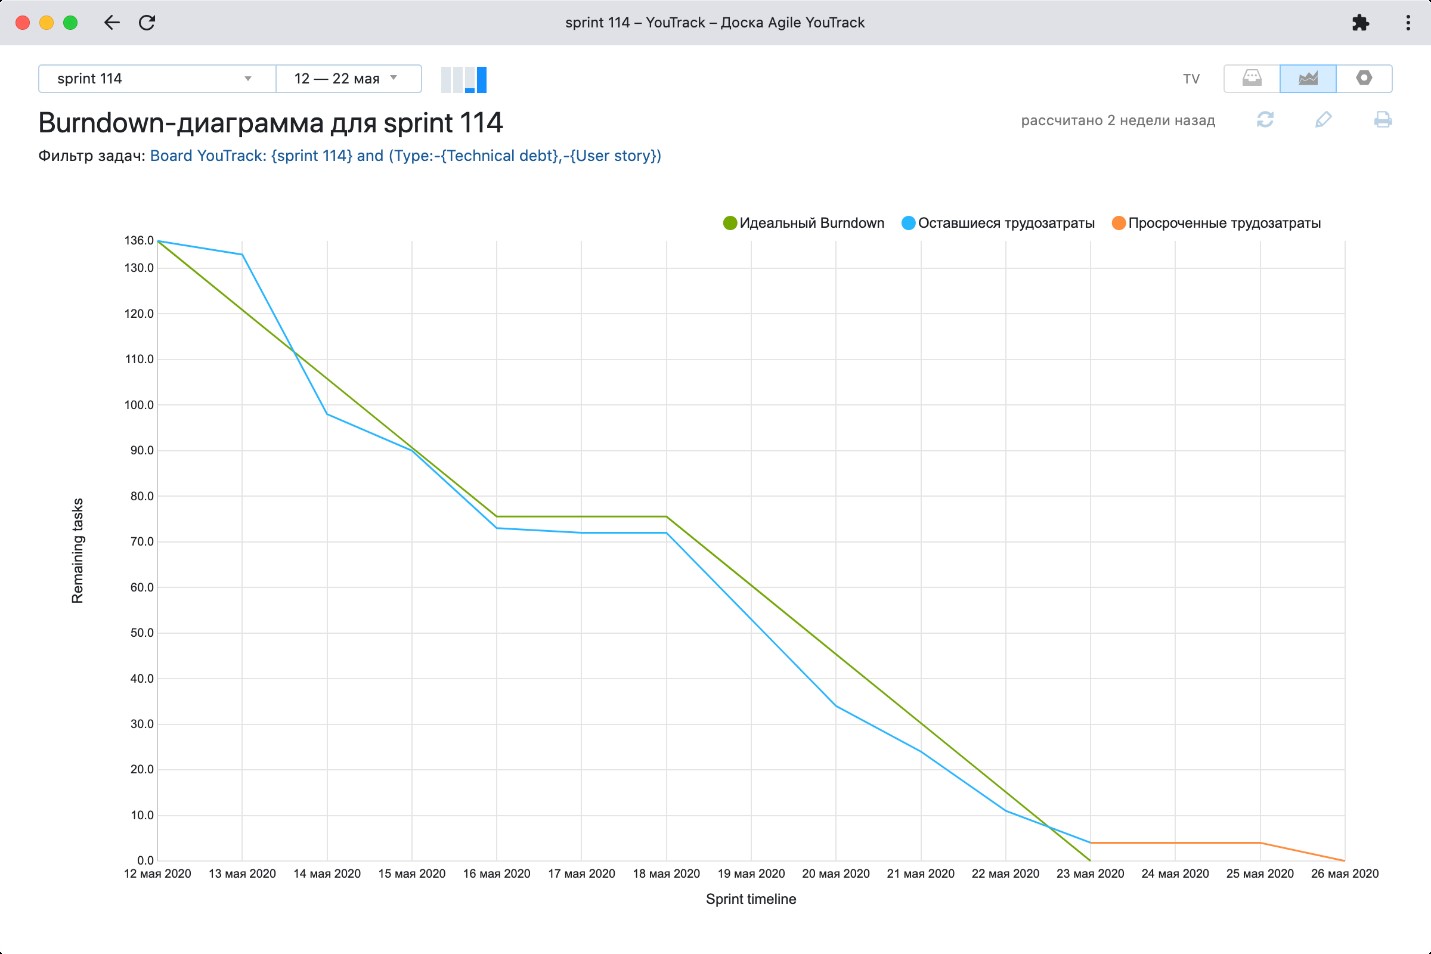 sprint 114 – YouTrack – Доска Agile YouTrack
sprint 114
12 — 22 мая
TV
Burndown-диаграмма для sprint 114
рассчитано 2 недели назад
Фильтр задач: Board YouTrack: {sprint 114} and (Type:-{Technical debt},-{User story})
Идеальный Burndown
Оставшиеся трудозатраты
Просроченные трудозатраты
136.0
130.0
120.0
110.0
100.0
90.0
80.0
70.0
60.0
50.0
40.0
30.0
20.0
10.0
0.0
Remaining tasks
12 мая 2020
13 мая 2020
14 мая 2020
15 мая 2020
16 мая 2020
17 мая 2020
18 мая 2020
19 мая 2020
20 мая 2020
21 мая 2020
22 мая 2020
23 мая 2020
24 мая 2020
25 мая 2020
26 мая 2020
Sprint timeline